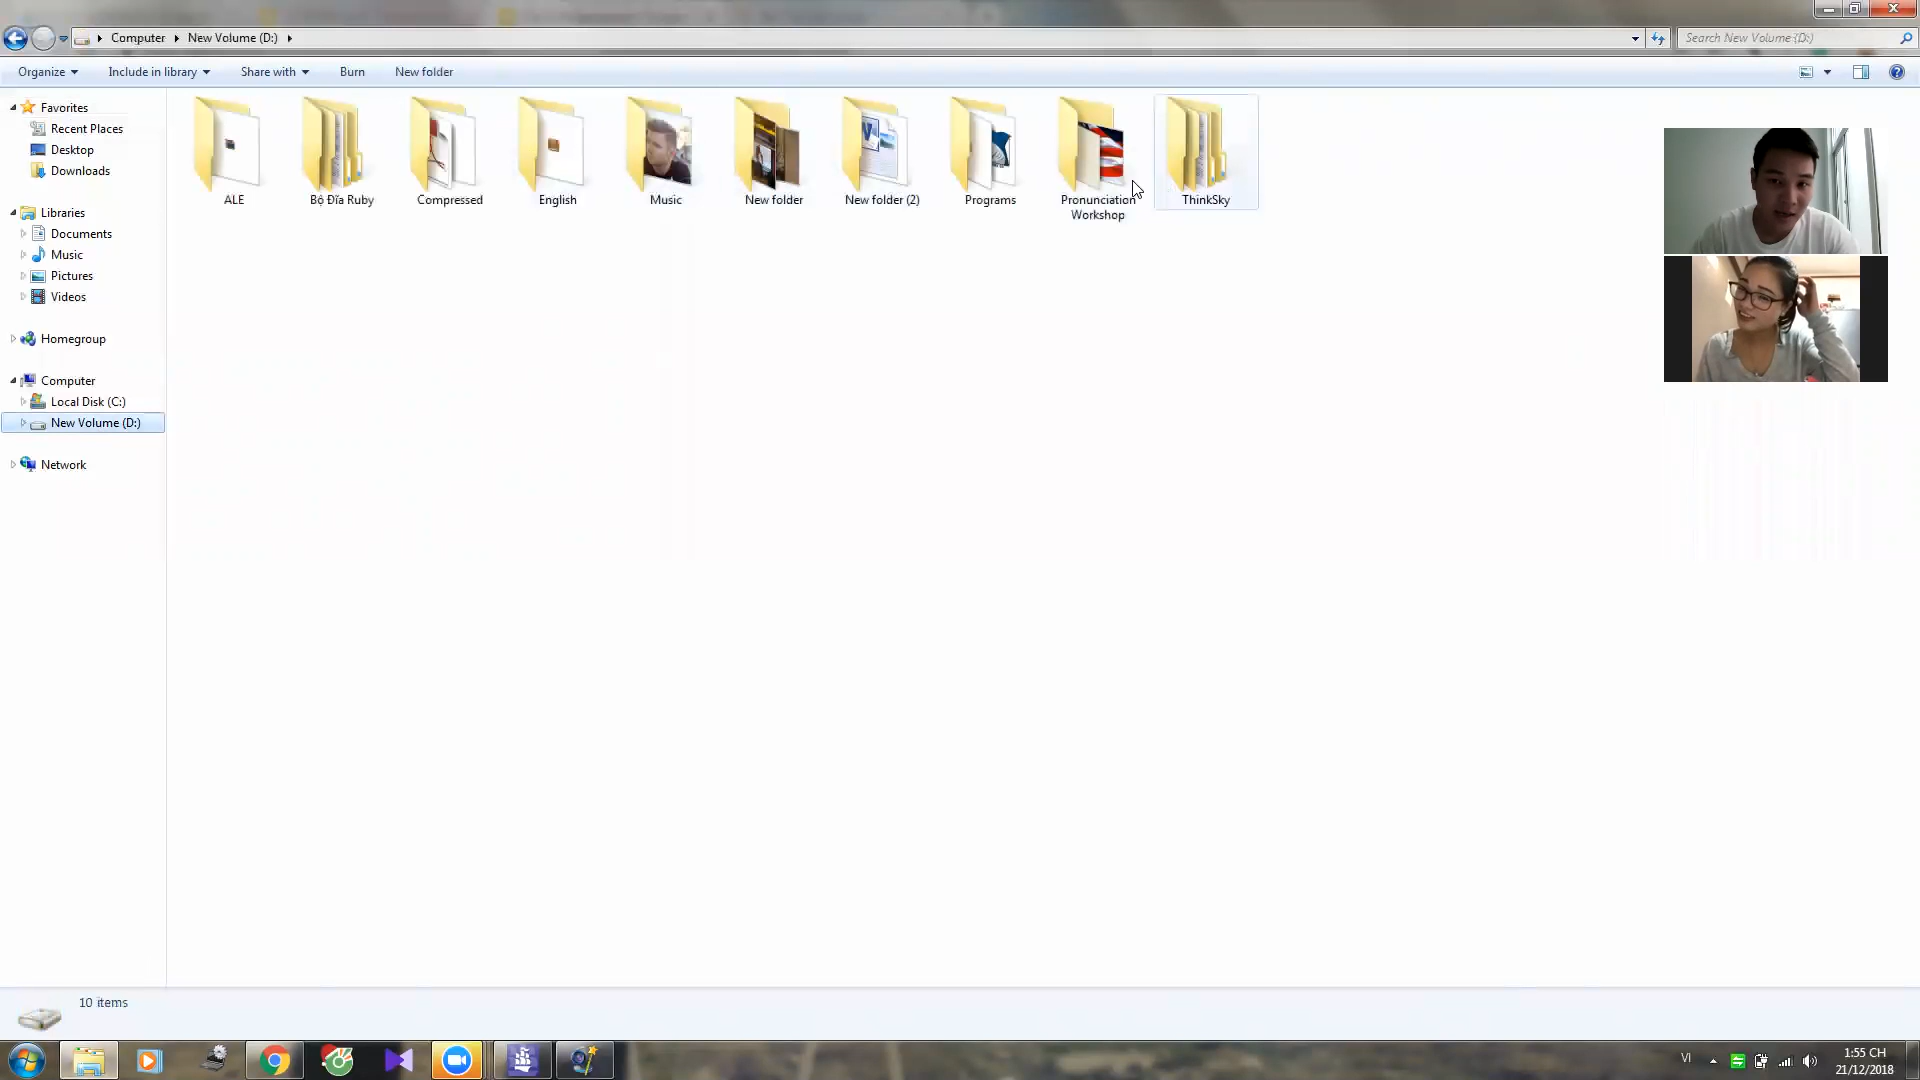 Computer
New Volume (D:)
Search New Volume (D:)
Organize
Include in library
Share with
Burn
New folder
Favorites
Recent Places
Desktop
Downloads
Libraries
Documents
Music
Pictures
Videos
Homegroup
Computer
Local Disk (C:)
New Volume (D:)
Network
ALE
Bộ Đĩa Ruby
Compressed
English
Music
New folder
New folder (2)
Programs
Pronunciation
Workshop
ThinkSky
10 items
VI
1:55 CH
21/12/2018